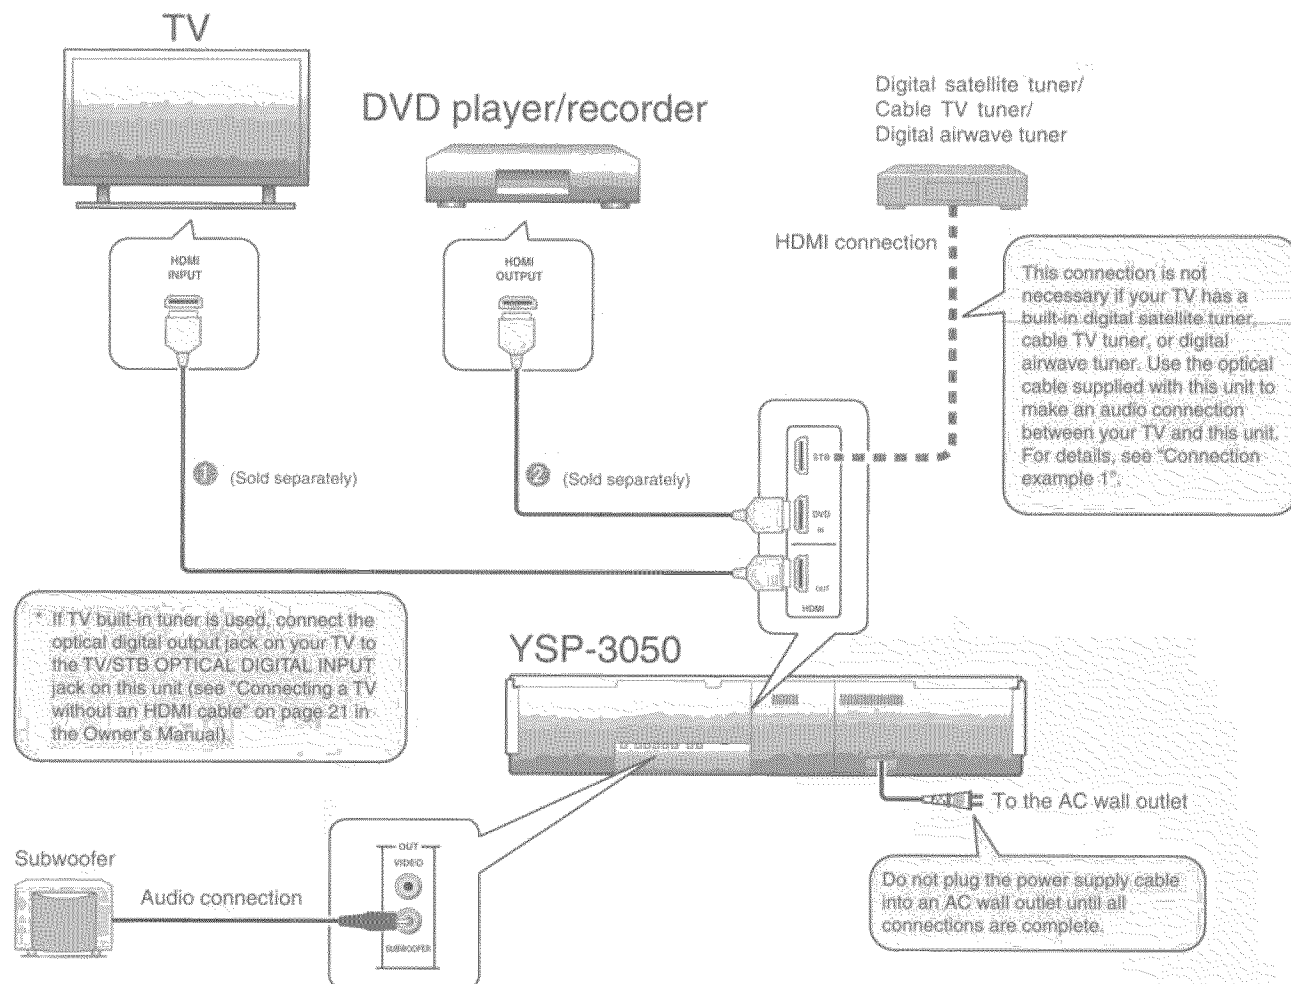 TV
DVD player/recorder
Digital satellite tuner/
Cable TV tuner/
Digital airwave tuner
HDMI connection
HDMI
INPUT
HDMI
OUTPUT
This connection is not
necessary if your TV has a
built-in digital satellite tuner,
cable TV tuner, or digital
airwave tuner. Use the optical
cable supplied with this unit to
make an audio connection
between your TV and this unit.
For details, see "Connection
example 1".
1 (Sold separately)
2 (Sold separately)
STB
DVD
IN
OUT
HDMI
* If TV built-in tuner is used, connect the
optical digital output jack on your TV to
the TV/STB OPTICAL DIGITAL INPUT
jack on this unit (see "Connecting a TV
without an HDMI cable" on page 21 in
the Owner's Manual).
YSP-3050
To the AC wall outlet
Do not plug the power supply cable
into an AC wall outlet until all
connections are complete.
Subwoofer
Audio connection
OUT
VIDEO
SUBWOOFER